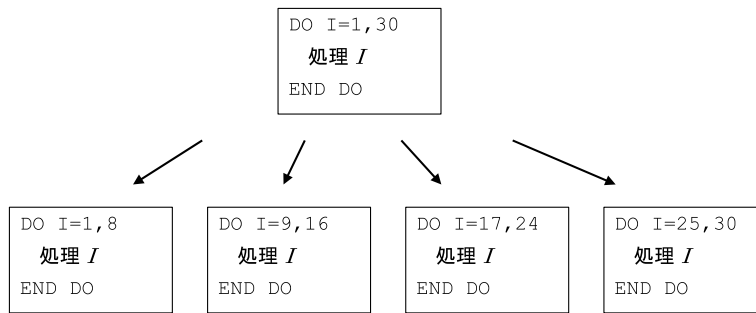 DO I=1,30
処理 I
END DO
DO I=1,8
処理 I
END DO
DO I=9,16
処理 I
END DO
DO I=17,24
処理 I
END DO
DO I=25,30
処理 I
END DO